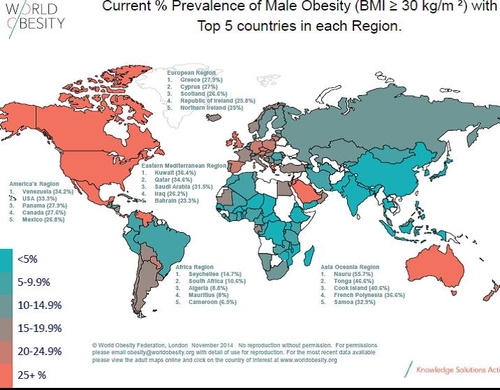 WORLD
OBESITY
Current % Prevalence of Male Obesity (BMI ≥ 30 kg/m ²) with
Top 5 countries in each Region.
European Region
1. Greece (27.9%)
2. Cyprus (27%)
3. Scotland (26.6%)
4. Republic of Ireland (25.8%)
5. Northern Ireland (25%)
Eastern Mediterranean Region
1. Kuwait (36.4%)
2. Qatar (34.6%)
3. Saudi Arabia (31.5%)
4. Iraq (26.2%)
5. Bahrain (23.3%)
America's Region
1. Venezuela (34.2%)
2. USA (33.3%)
3. Panama (27.9%)
4. Canada (27.6%)
5. Mexico (26.8%)
Africa Region
1. Seychelles (14.7%)
2. South Africa (10.6%)
3. Algeria (8.8%)
4. Mauritius (8%)
5. Cameroon (6.5%)
Asia Oceania Region
1. Nauru (55.7%)
2. Tonga (46.6%)
3. Cook Island (40.6%)
4. French Polynesia (36.6%)
5. Samoa (32.9%)
<5%
5-9.9%
10-14.9%
15-19.9%
20-24.9%
25+ %
© World Obesity Federation, London November 2014 No reproduction without permission. For permissions
please email obesity@worldobesity.org with detail of use for reproduction. For the most recent data available
please view the adult maps online and click on the country of interest at www.worldobesity.org.
Knowledge Solutions Acti